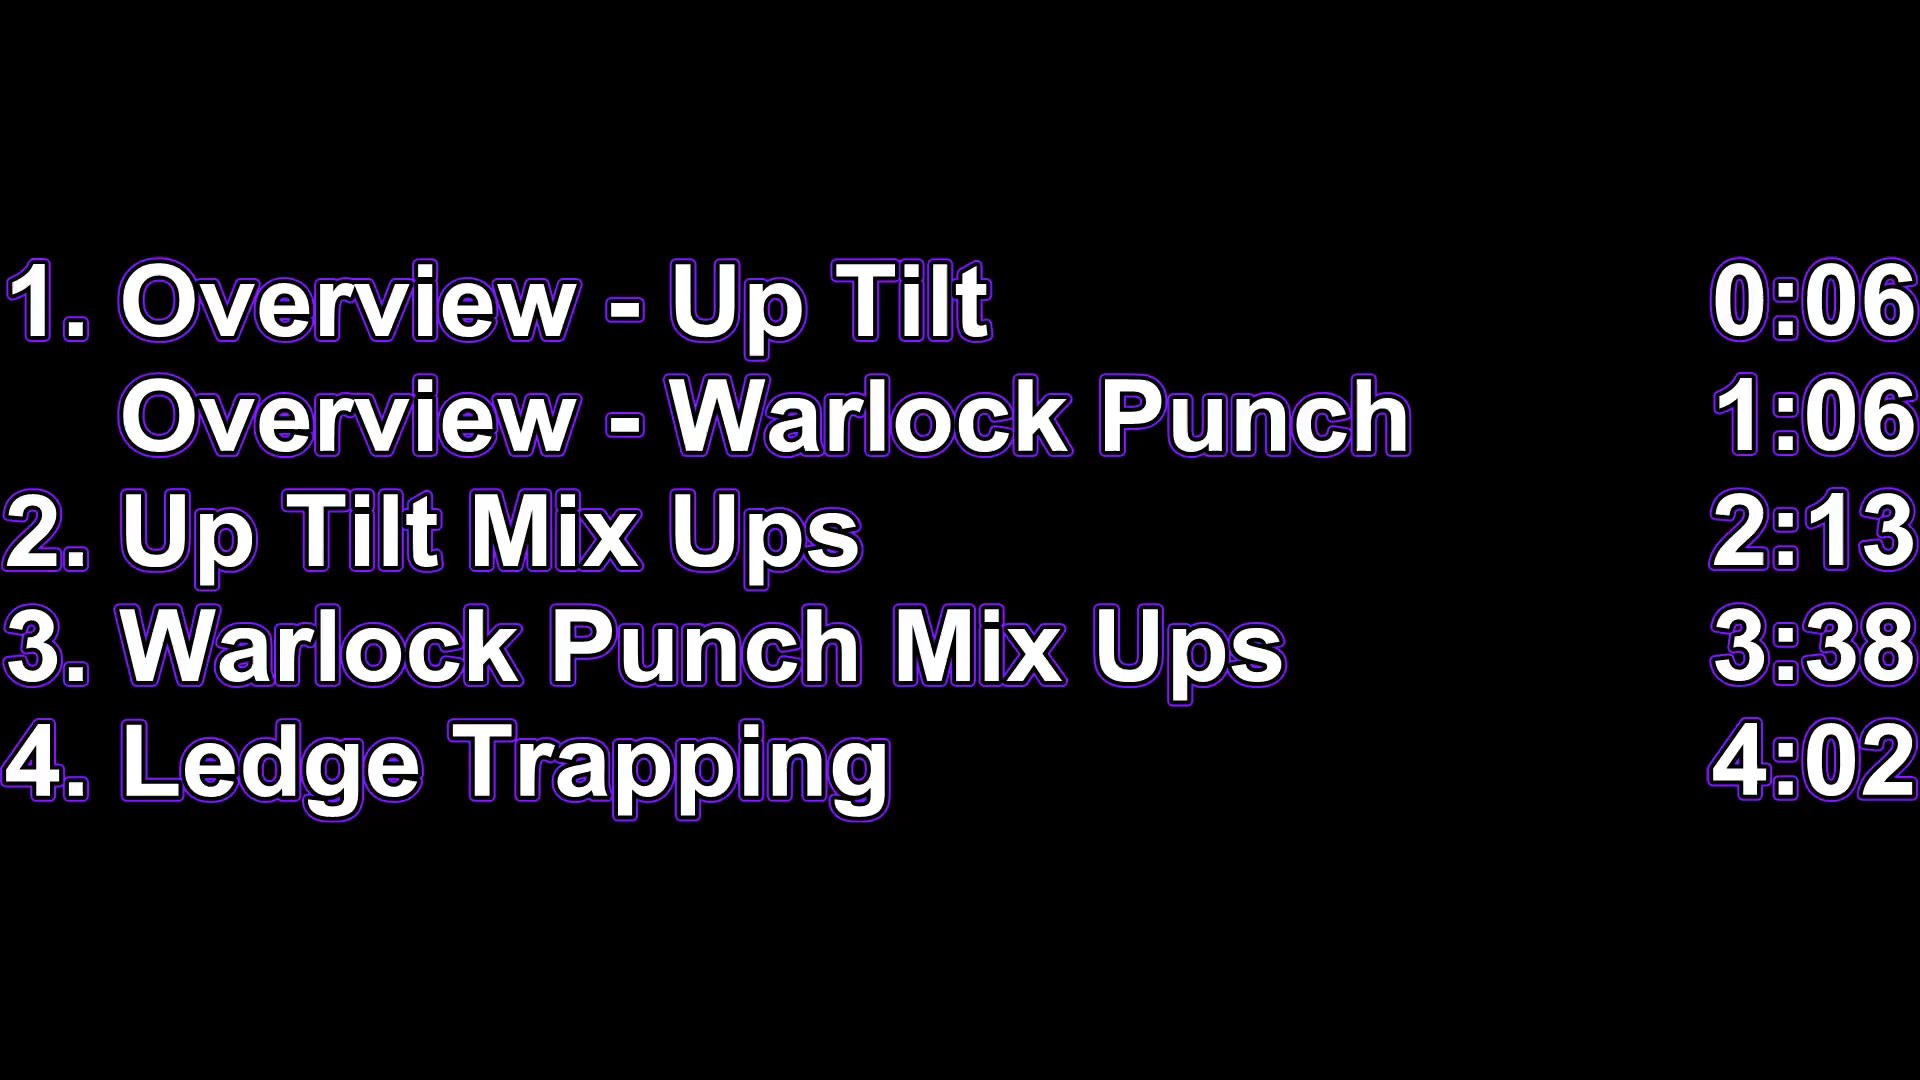 1. Overview - Up Tilt 0:06
Overview - Warlock Punch 1:06
2. Up Tilt Mix Ups 2:13
3. Warlock Punch Mix Ups 3:38
4. Ledge Trapping 4:02